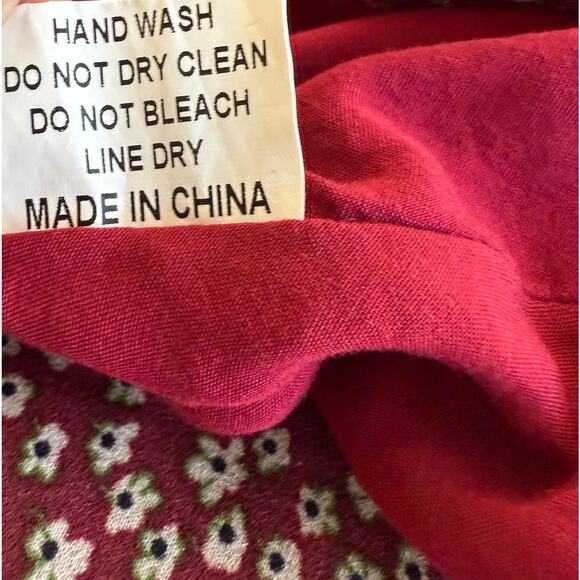 HAND WASH
DO NOT DRY CLEAN
DO NOT BLEACH
LINE DRY
MADE IN CHINA